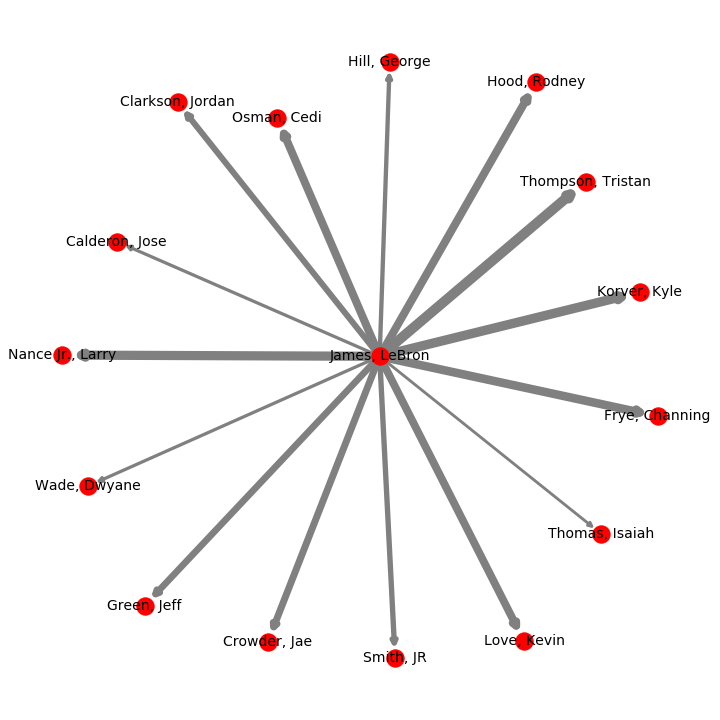 Hill, George
Hood, Rodney
Clarkson, Jordan
Osman, Cedi
Thompson, Tristan
Calderon, Jose
Korver, Kyle
Nance Jr., Larry
James, LeBron
Frye, Channing
Wade, Dwyane
Thomas, Isaiah
Green, Jeff
Crowder, Jae
Love, Kevin
Smith, JR